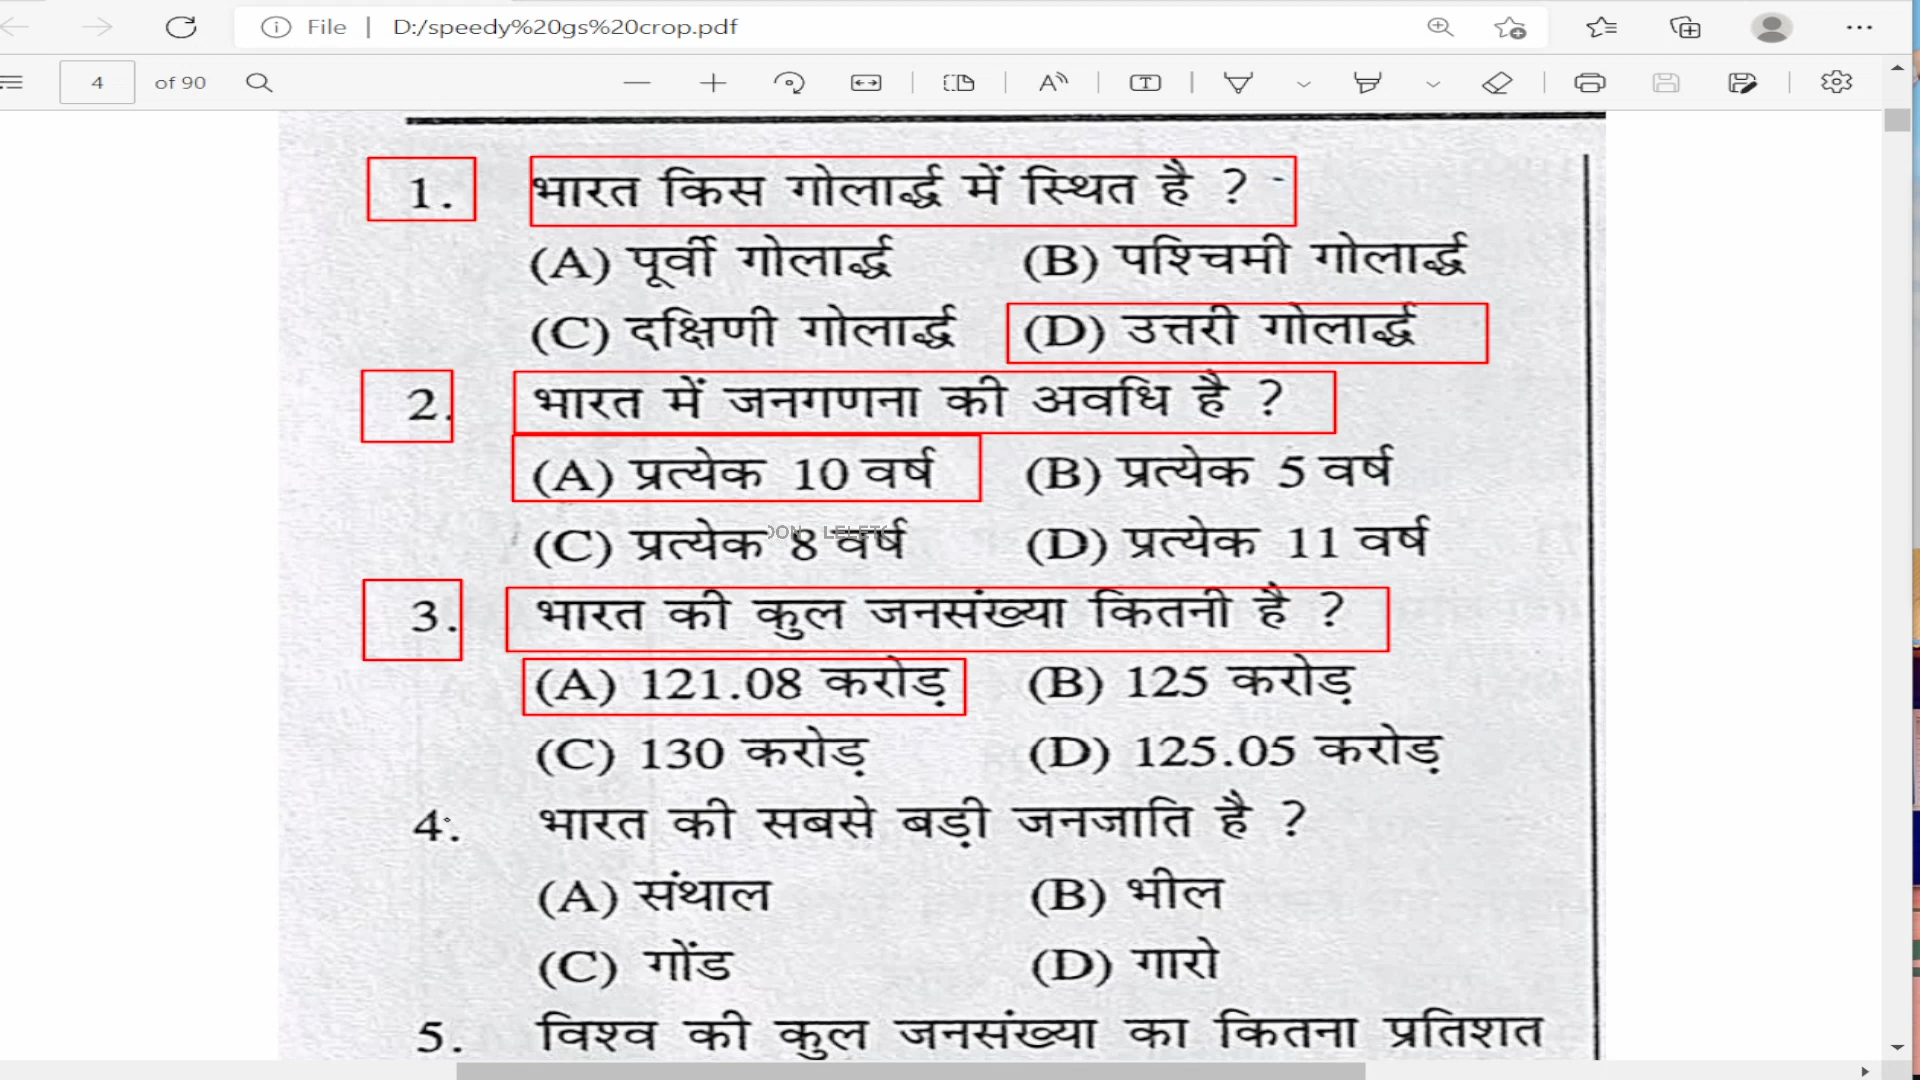 File | D:/speedy%20gs%20crop.pdf
4 of 90
1. भारत किस गोलार्द्ध में स्थित है ?
(A) पूर्वी गोलार्द्ध (B) पश्चिमी गोलार्द्ध
(C) दक्षिणी गोलार्द्ध (D) उत्तरी गोलार्द्ध
2. भारत में जनगणना की अवधि है ?
(A) प्रत्येक 10 वर्ष (B) प्रत्येक 5 वर्ष
(C) प्रत्येक 8 वर्ष (D) प्रत्येक 11 वर्ष
3. भारत की कुल जनसंख्या कितनी है ?
(A) 121.08 करोड़ (B) 125 करोड़
(C) 130 करोड़ (D) 125.05 करोड़
4. भारत की सबसे बड़ी जनजाति है ?
(A) संथाल (B) भील
(C) गोंड (D) गारो
5. विश्व की कुल जनसंख्या का कितना प्रतिशत